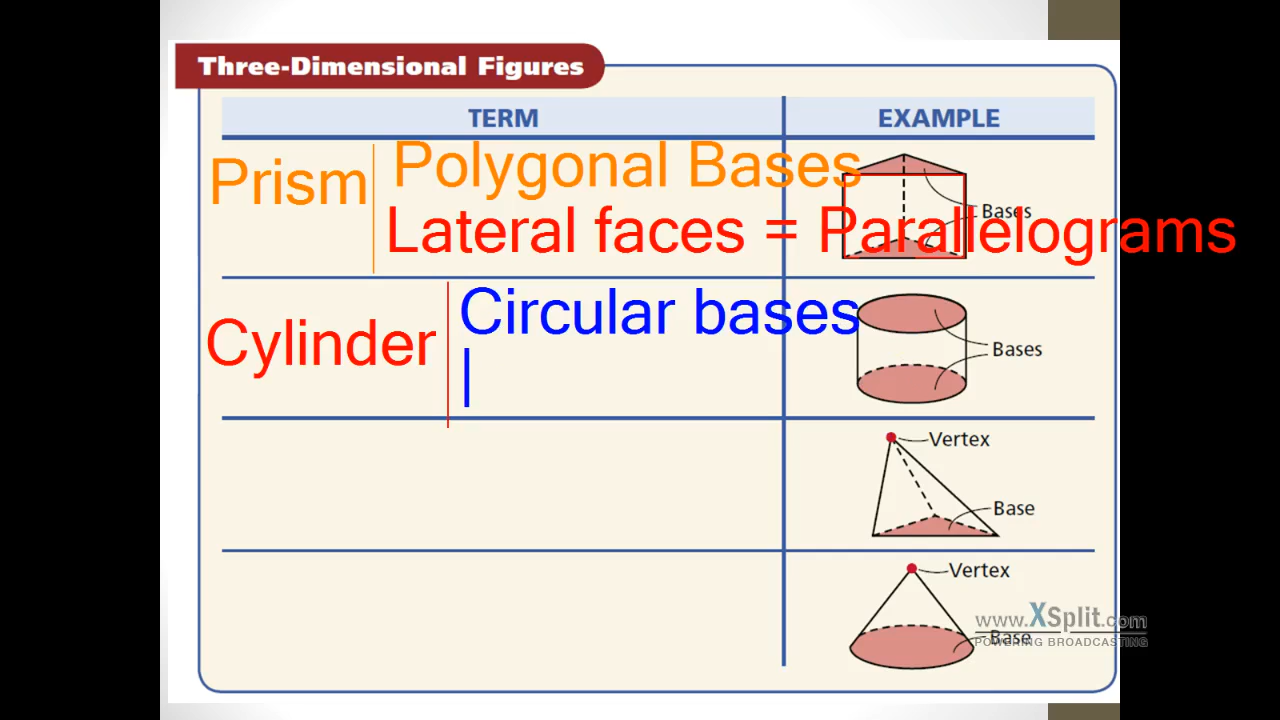 Three-Dimensional Figures
TERM
EXAMPLE
Prism
Polygonal Bases
Lateral faces = Parallelograms
Bases
Cylinder
Circular bases
Bases
Vertex
Base
Vertex
Base
www.XSplit.com
POWERING BROADCASTING